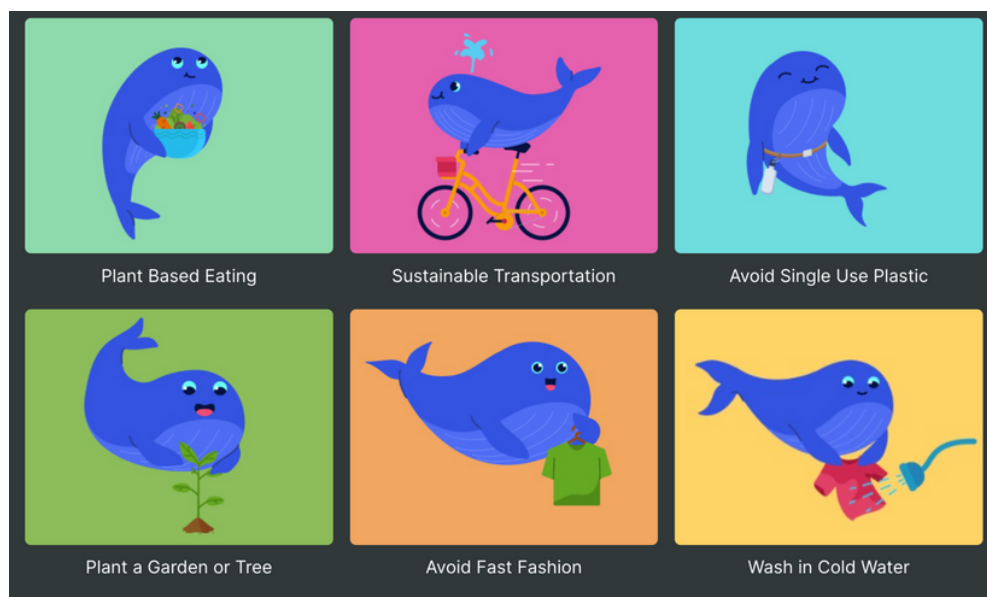 Plant Based Eating
Sustainable Transportation
Avoid Single Use Plastic
Plant a Garden or Tree
Avoid Fast Fashion
Wash in Cold Water